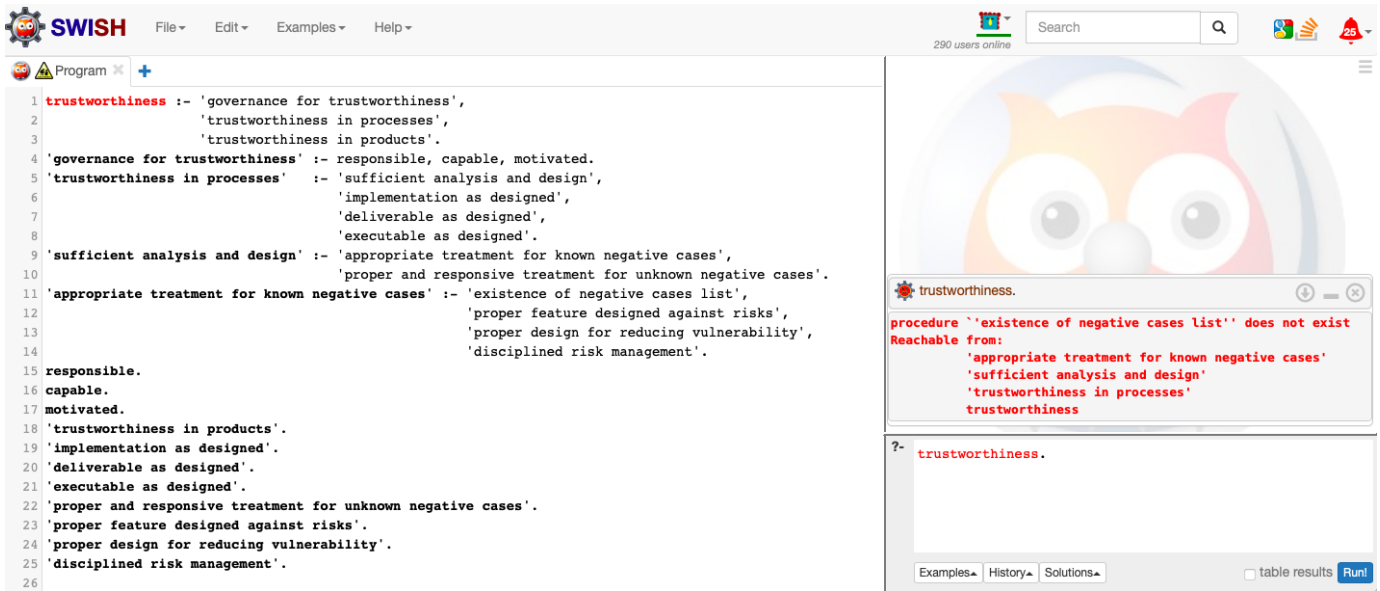 SWISH File Edit Examples Help 290 users online Search 25
Program
1 trustworthiness :- 'governance for trustworthiness',
2 'trustworthiness in processes',
3 'trustworthiness in products'.
4 'governance for trustworthiness' :- responsible, capable, motivated.
5 'trustworthiness in processes' :- 'sufficient analysis and design',
6 'implementation as designed',
7 'deliverable as designed',
8 'executable as designed'.
9 'sufficient analysis and design' :- 'appropriate treatment for known negative cases',
10 'proper and responsive treatment for unknown negative cases'.
11 'appropriate treatment for known negative cases' :- 'existence of negative cases list',
12 'proper feature designed against risks',
13 'proper design for reducing vulnerability',
14 'disciplined risk management'.
15 responsible.
16 capable.
17 motivated.
18 'trustworthiness in products'.
19 'implementation as designed'.
20 'deliverable as designed'.
21 'executable as designed'.
22 'proper and responsive treatment for unknown negative cases'.
23 'proper feature designed against risks'.
24 'proper design for reducing vulnerability'.
25 'disciplined risk management'.
26
trustworthiness.
procedure `'existence of negative cases list'' does not exist
Reachable from:
'appropriate treatment for known negative cases'
'sufficient analysis and design'
'trustworthiness in processes'
trustworthiness
?- trustworthiness.
Examples History Solutions table results Run!